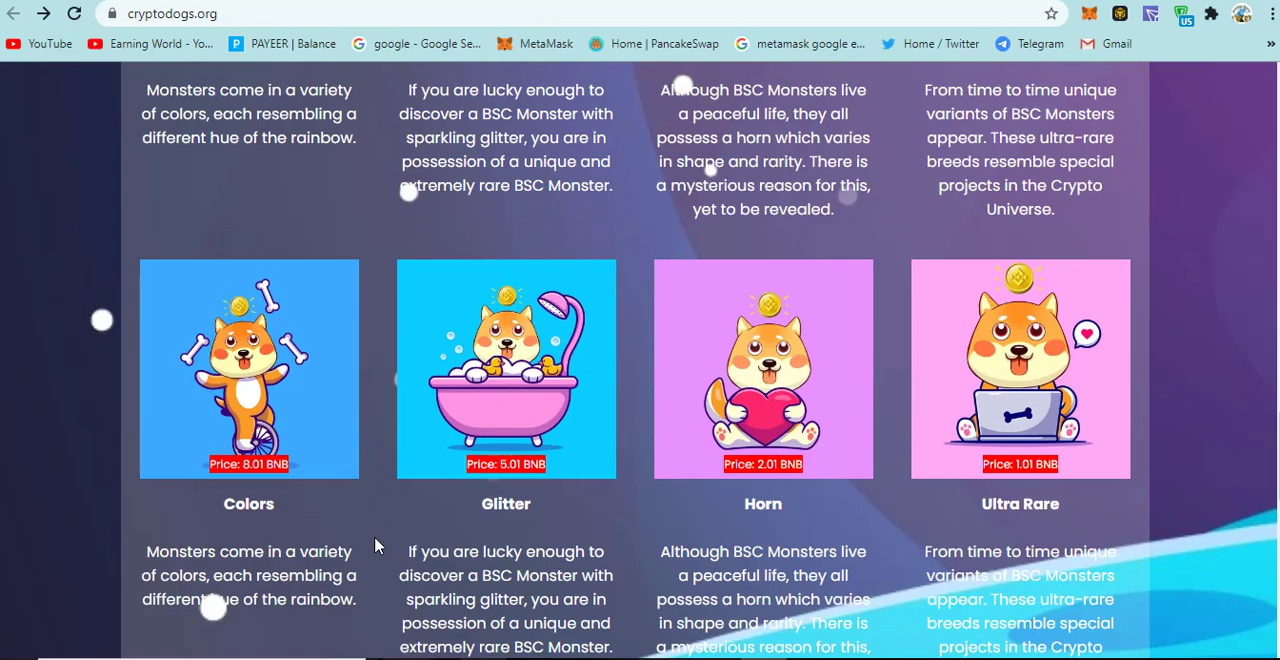 cryptodogs.org
US
YouTube
Earning World - Yo...
PAYEER | Balance
google - Google Se...
MetaMask
Home | PancakeSwap
metamask google e...
Home / Twitter
Telegram
Gmail
»
Monsters come in a variety
of colors, each resembling a
different hue of the rainbow.
If you are lucky enough to
discover a BSC Monster with
sparkling glitter, you are in
possession of a unique and
extremely rare BSC Monster.
Although BSC Monsters live
a peaceful life, they all
possess a horn which varies
in shape and rarity. There is
a mysterious reason for this,
yet to be revealed.
From time to time unique
variants of BSC Monsters
appear. These ultra-rare
breeds resemble special
projects in the Crypto
Universe.
Price: 8.01 BNB
Price: 5.01 BNB
Price: 2.01 BNB
Price: 1.01 BNB
Colors
Glitter
Horn
Ultra Rare
Monsters come in a variety
of colors, each resembling a
different hue of the rainbow.
If you are lucky enough to
discover a BSC Monster with
sparkling glitter, you are in
possession of a unique and
extremely rare BSC Monster.
Although BSC Monsters live
a peaceful life, they all
possess a horn which varies
in shape and rarity. There is
a mysterious reason for this,
From time to time unique
variants of BSC Monsters
appear. These ultra-rare
breeds resemble special
projects in the Crypto